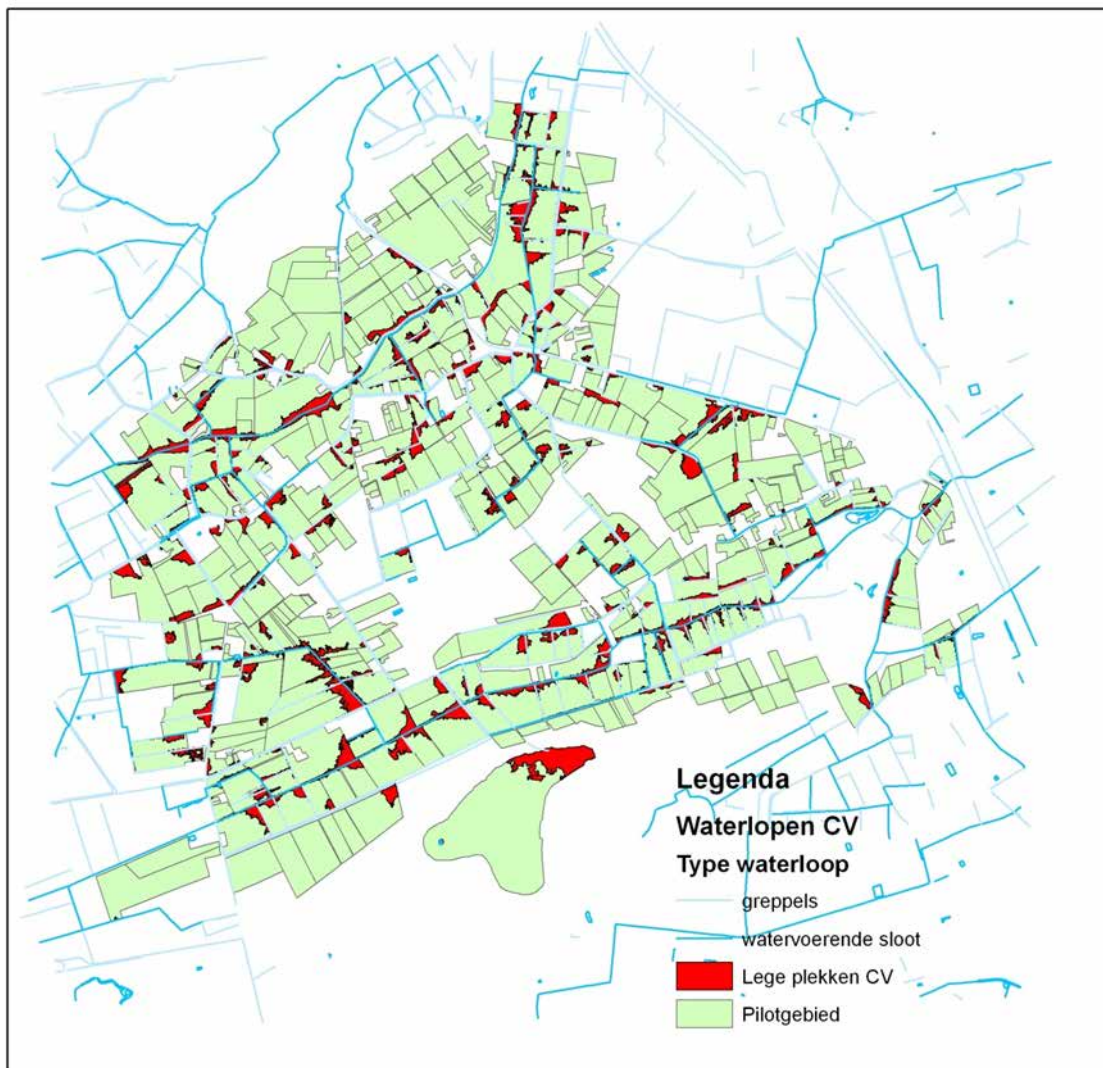 Legenda
Waterlopen CV
Type waterloop
greppels
watervoerende sloot
Lege plekken CV
Pilotgebied